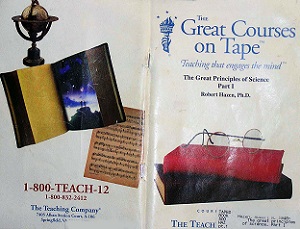 1-800-TEACH-12
1-800-832-2412
The Teaching Company
Springfield, VA
THE
Great Courses
on Tape
Teaching that engages the mind
The Great Principles of Science
Part I
Robert Hazen, Ph.D.
THE TEACH